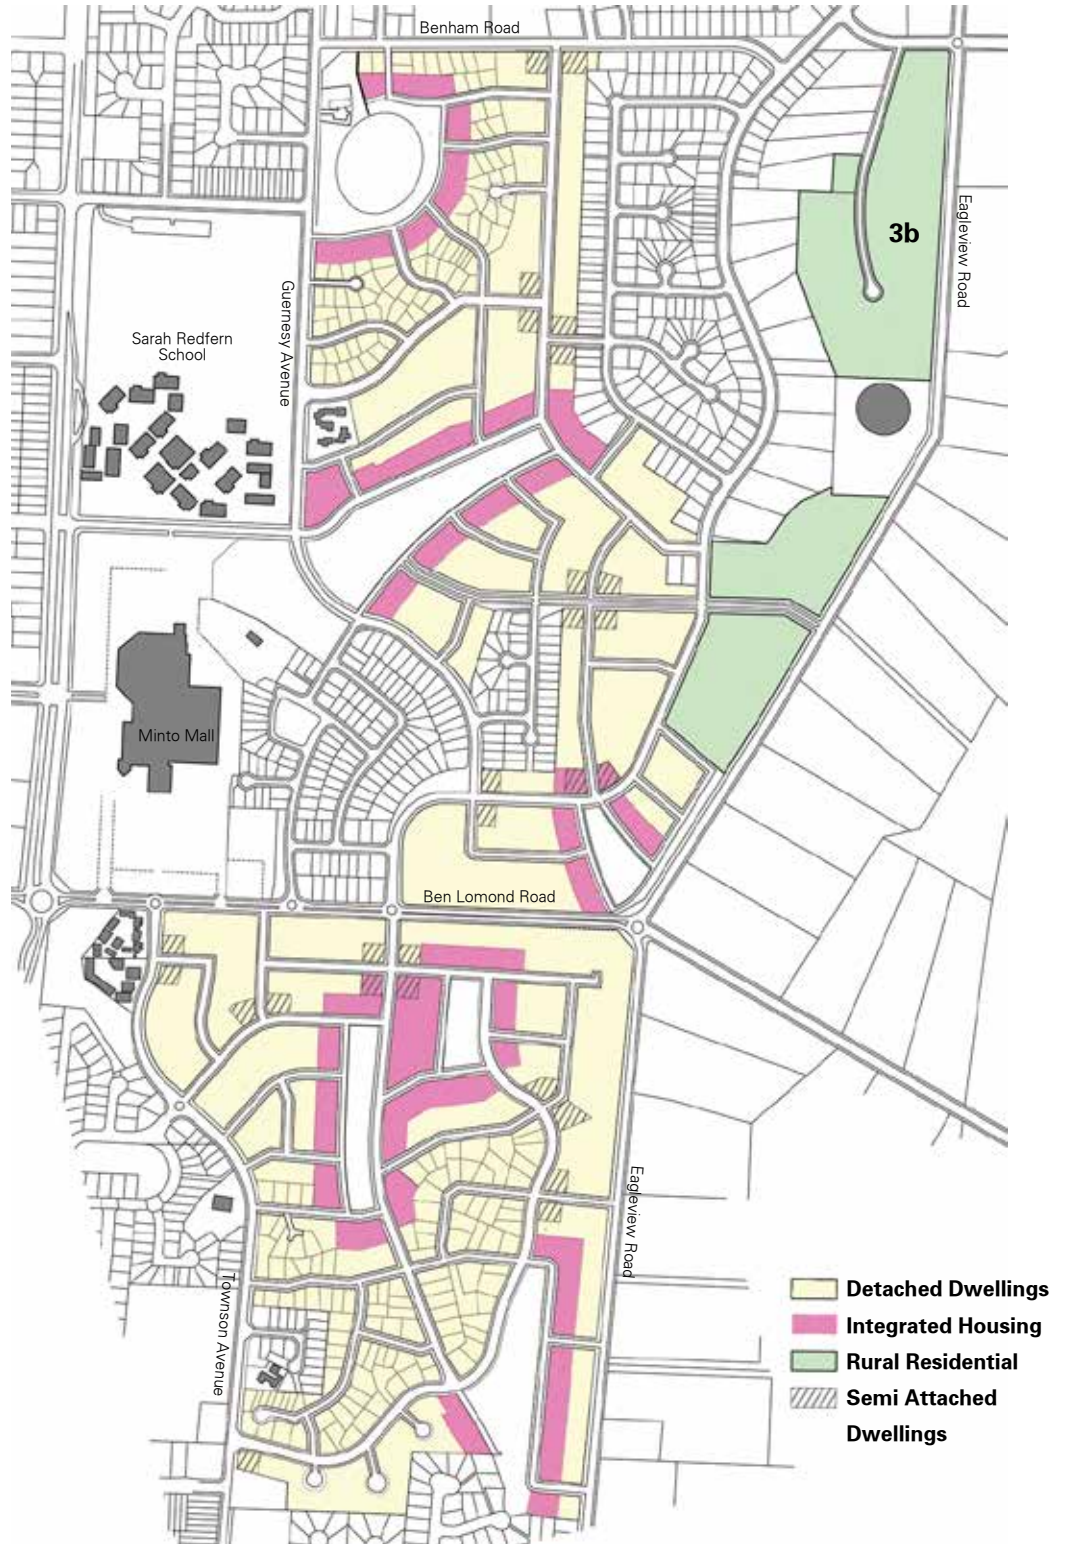 Benham Road
3b
Eagleview Road
Guernesy Avenue
Sarah Redfern
School
Minto Mall
Ben Lomond Road
Eagleview Road
Townson Avenue
Detached Dwellings
Integrated Housing
Rural Residential
Semi Attached
Dwellings